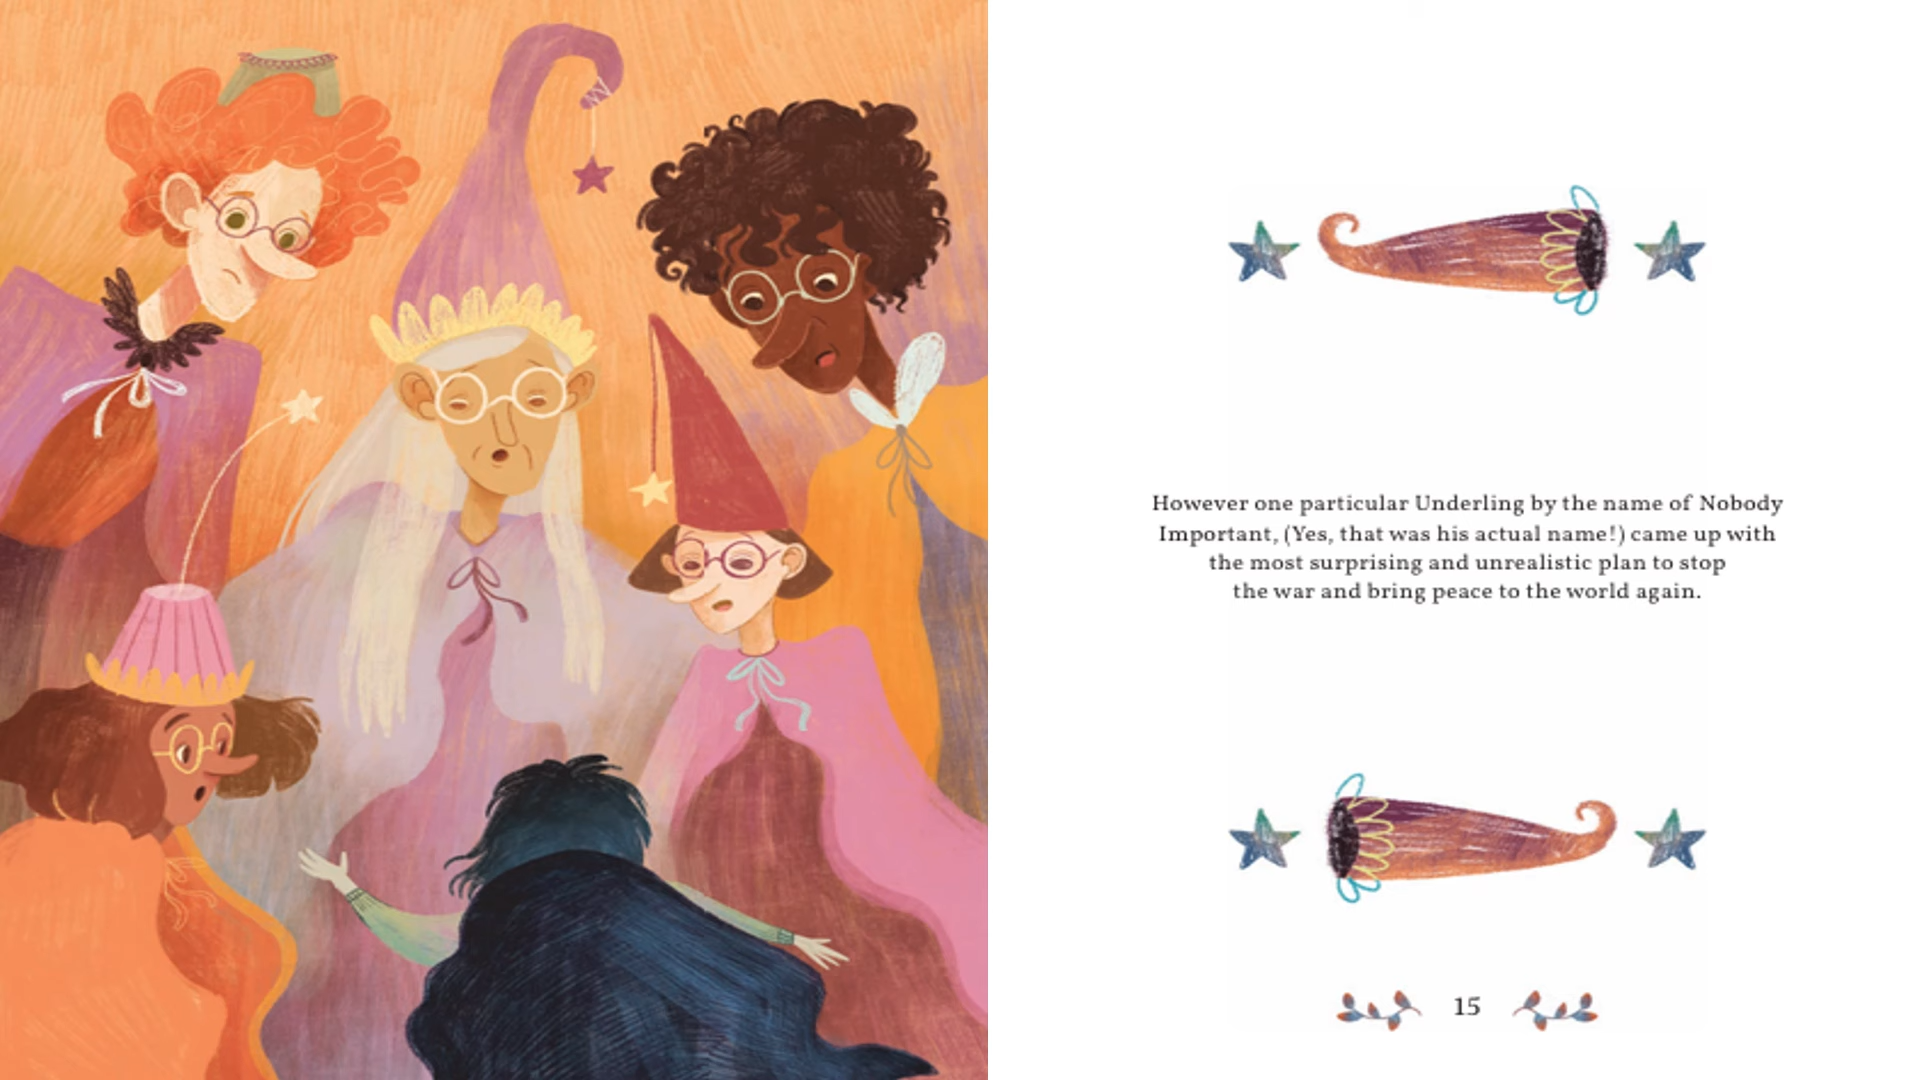 However one particular Underling by the name of Nobody
Important, (Yes, that was his actual name!) came up with
the most surprising and unrealistic plan to stop
the war and bring peace to the world again.
15